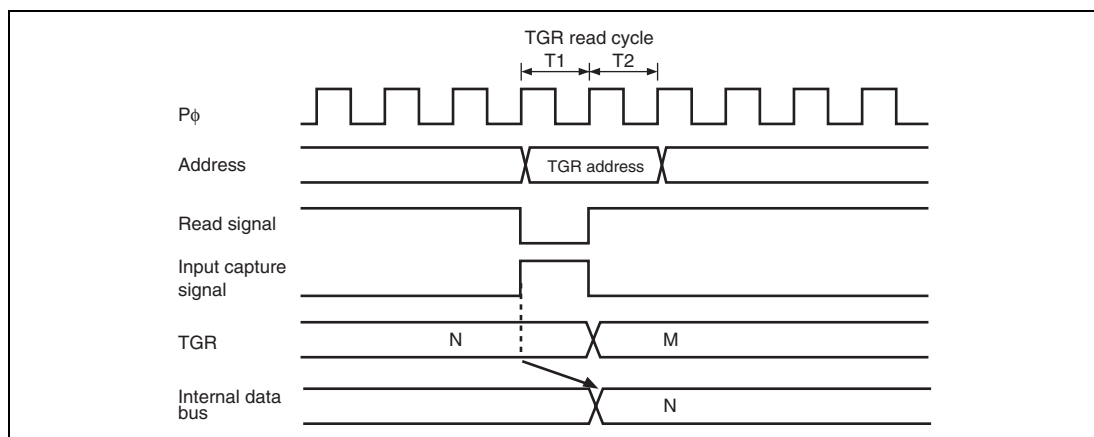 TGR read cycle
T1 T2
Pϕ
Address
TGR address
Read signal
Input capture
signal
TGR
N
M
Internal data
bus
N